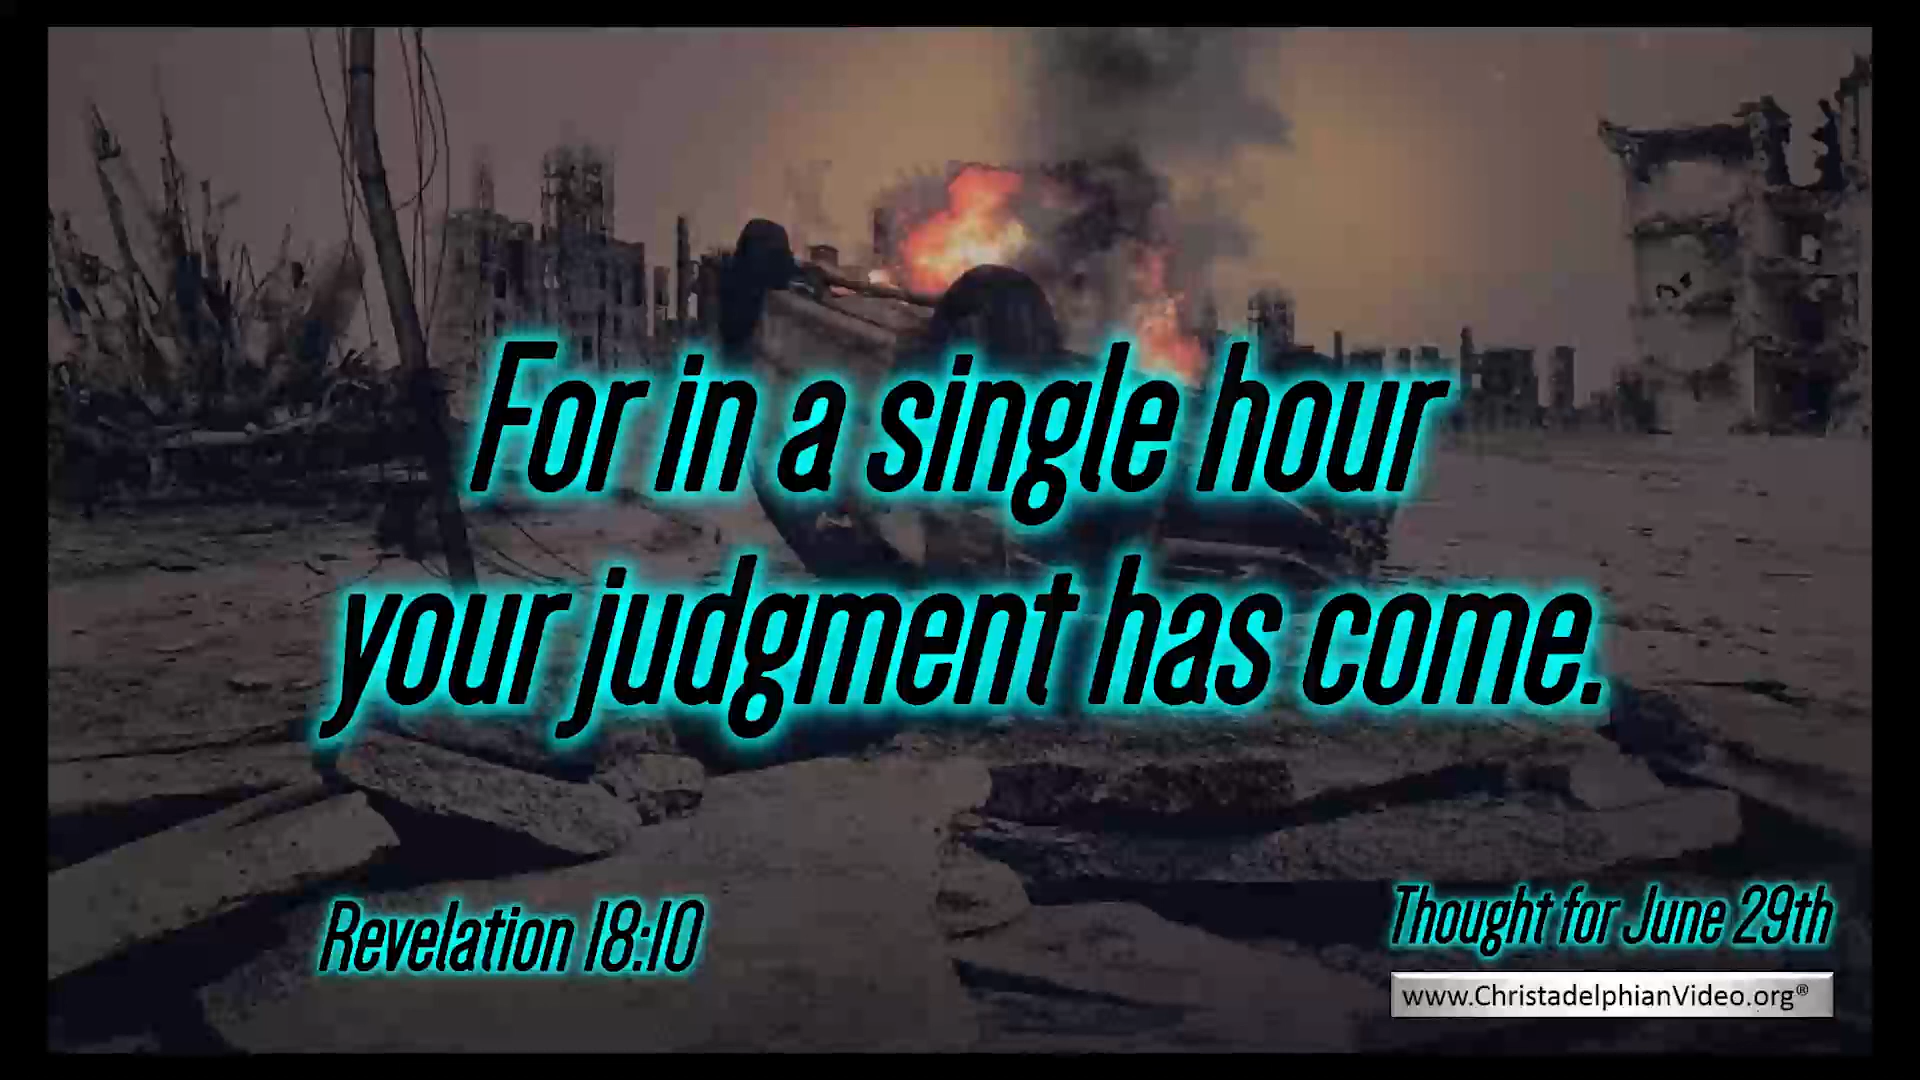 For in a single hour
your judgment has come.
Revelation 18:10
Thought for June 29th
www.ChristadelphianVideo.org®